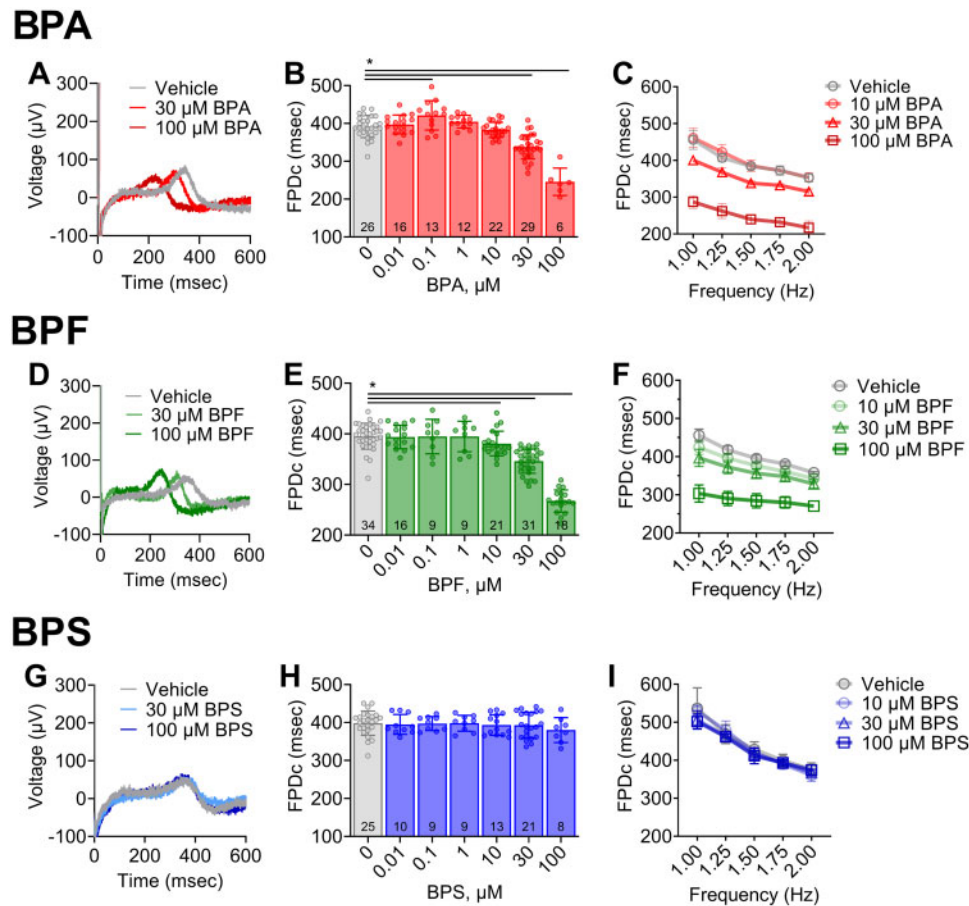 BPA
A
300
200
100
0
-100
0
200
400
600
Voltage (µV)
Time (msec)
Vehicle
30 µM BPA
100 µM BPA
B
*
500
400
300
200
100
FPDc (msec)
26
16
13
12
22
29
6
0
0.01
0.1
1
10
30
100
BPA, µM
C
600
500
400
300
200
FPDc (msec)
1.00
1.25
1.50
1.75
2.00
Frequency (Hz)
Vehicle
10 µM BPA
30 µM BPA
100 µM BPA
BPF
D
300
200
100
0
-100
0
200
400
600
Voltage (µV)
Time (msec)
Vehicle
30 µM BPF
100 µM BPF
E
*
500
400
300
200
FPDc (msec)
34
16
9
9
21
31
18
0
0.01
0.1
1
10
30
100
BPF, µM
F
600
500
400
300
200
FPDc (msec)
1.00
1.25
1.50
1.75
2.00
Frequency (Hz)
Vehicle
10 µM BPF
30 µM BPF
100 µM BPF
BPS
G
300
200
100
0
-100
0
200
400
600
Voltage (µV)
Time (msec)
Vehicle
30 µM BPS
100 µM BPS
H
500
400
300
200
100
FPDc (msec)
25
10
9
9
13
21
8
0
0.01
0.1
1
10
30
100
BPS, µM
I
600
500
400
300
200
FPDc (msec)
1.00
1.25
1.50
1.75
2.00
Frequency (Hz)
Vehicle
10 µM BPS
30 µM BPS
100 µM BPS